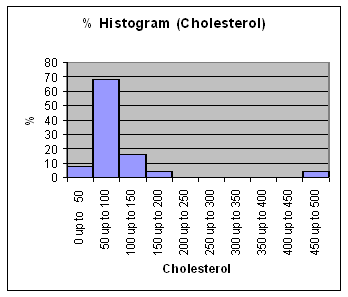 % Histogram (Cholesterol)
80
70
60
50
40
30
20
10
0
%
0 up to 50
50 up to 100
100 up to 150
150 up to 200
200 up to 250
250 up to 300
300 up to 350
350 up to 400
400 up to 450
450 up to 500
Cholesterol